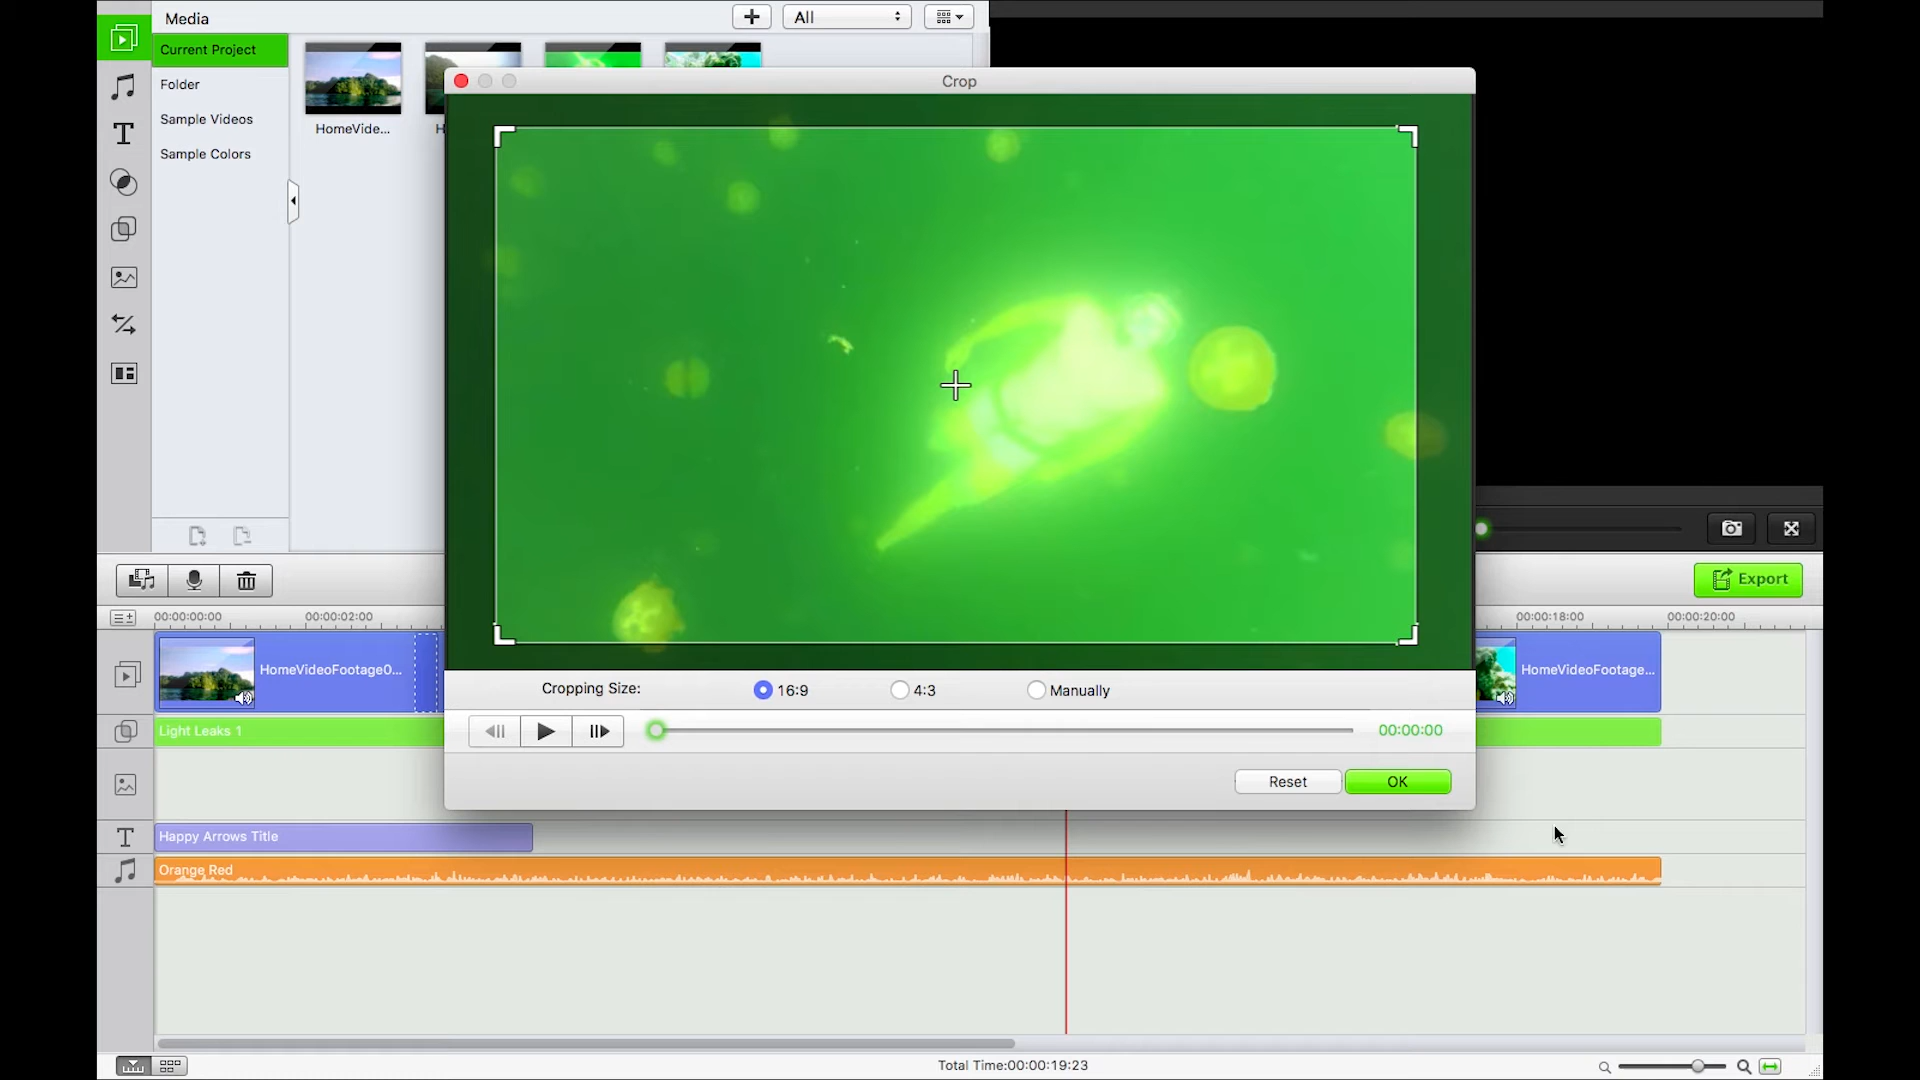 Media
All
Current Project
Folder
Sample Videos
Sample Colors
HomeVide...
H
Crop
Cropping Size:
16:9
4:3
Manually
00:00:00
Reset
OK
Export
00:00:00:00
00:00:02:00
00:00:18:00
00:00:20:00
HomeVideoFootage0...
HomeVideoFootage...
Light Leaks 1
Happy Arrows Title
Orange Red
Total Time:00:00:19:23